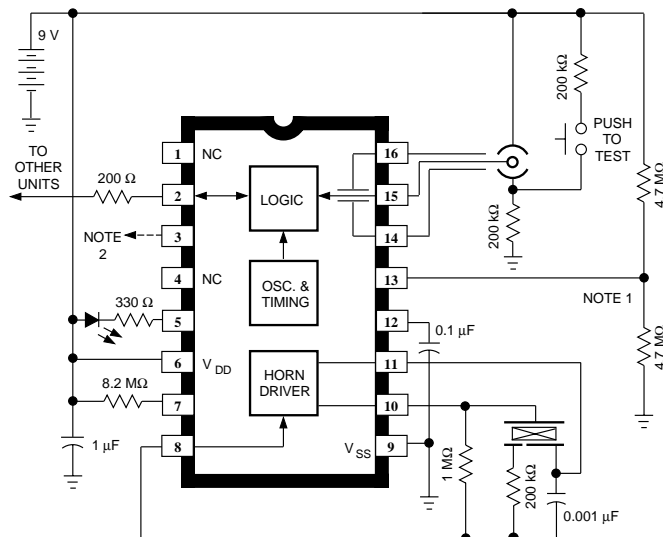 9 V
200 kΩ
PUSH
TO
TEST
TO
OTHER
UNITS
200 Ω
1
NC
16
2
LOGIC
15
4.7 MΩ
NOTE
2
3
14
200 kΩ
4
NC
OSC. &
TIMING
13
NOTE 1
330 Ω
5
12
0.1 µF
4.7 MΩ
6
V DD
HORN
DRIVER
11
8.2 MΩ
7
10
1 µF
8
V SS
9
1 MΩ
200 kΩ
0.001 µF